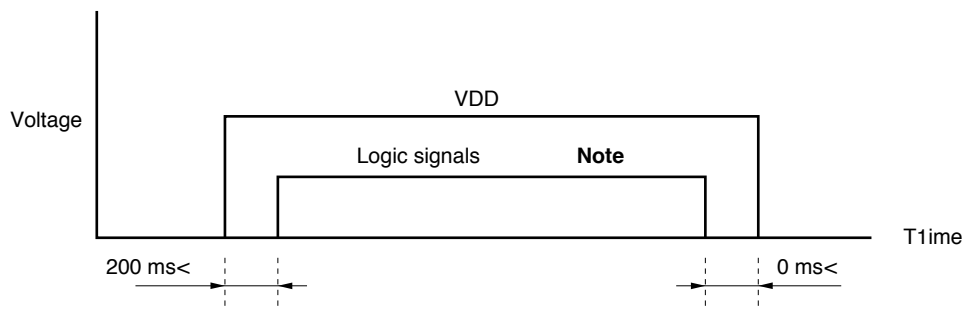 VDD
Voltage
Logic signals Note
T1ime
200 ms<
0 ms<